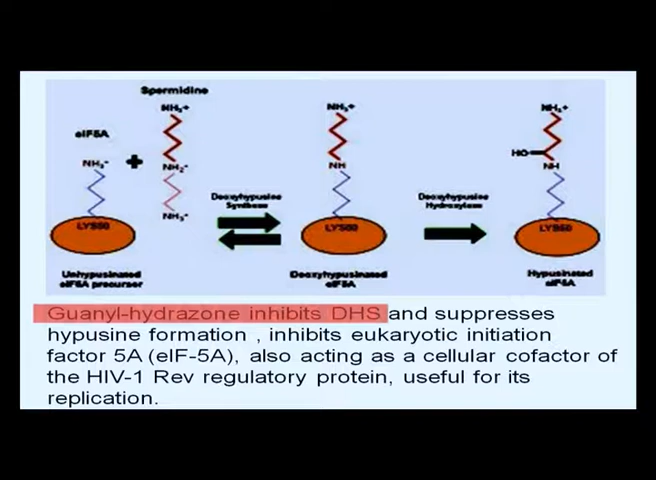 Spermidine
NH₃+
NH₃+
NH₃+
eIF5A
HO
NH₃+
NH₂+
NH
NH
NH₃+
Deoxyhypusine
Synthase
Deoxyhypusine
Hydroxylase
LYS50
LYS50
LYS50
Unhypusinated
eIF5A precursor
Deoxyhypusinated
eIF5A
Hypusinated
eIF5A
Guanyl-hydrazone inhibits DHS and suppresses
hypusine formation , inhibits eukaryotic initiation
factor 5A (eIF-5A), also acting as a cellular cofactor of
the HIV-1 Rev regulatory protein, useful for its
replication.